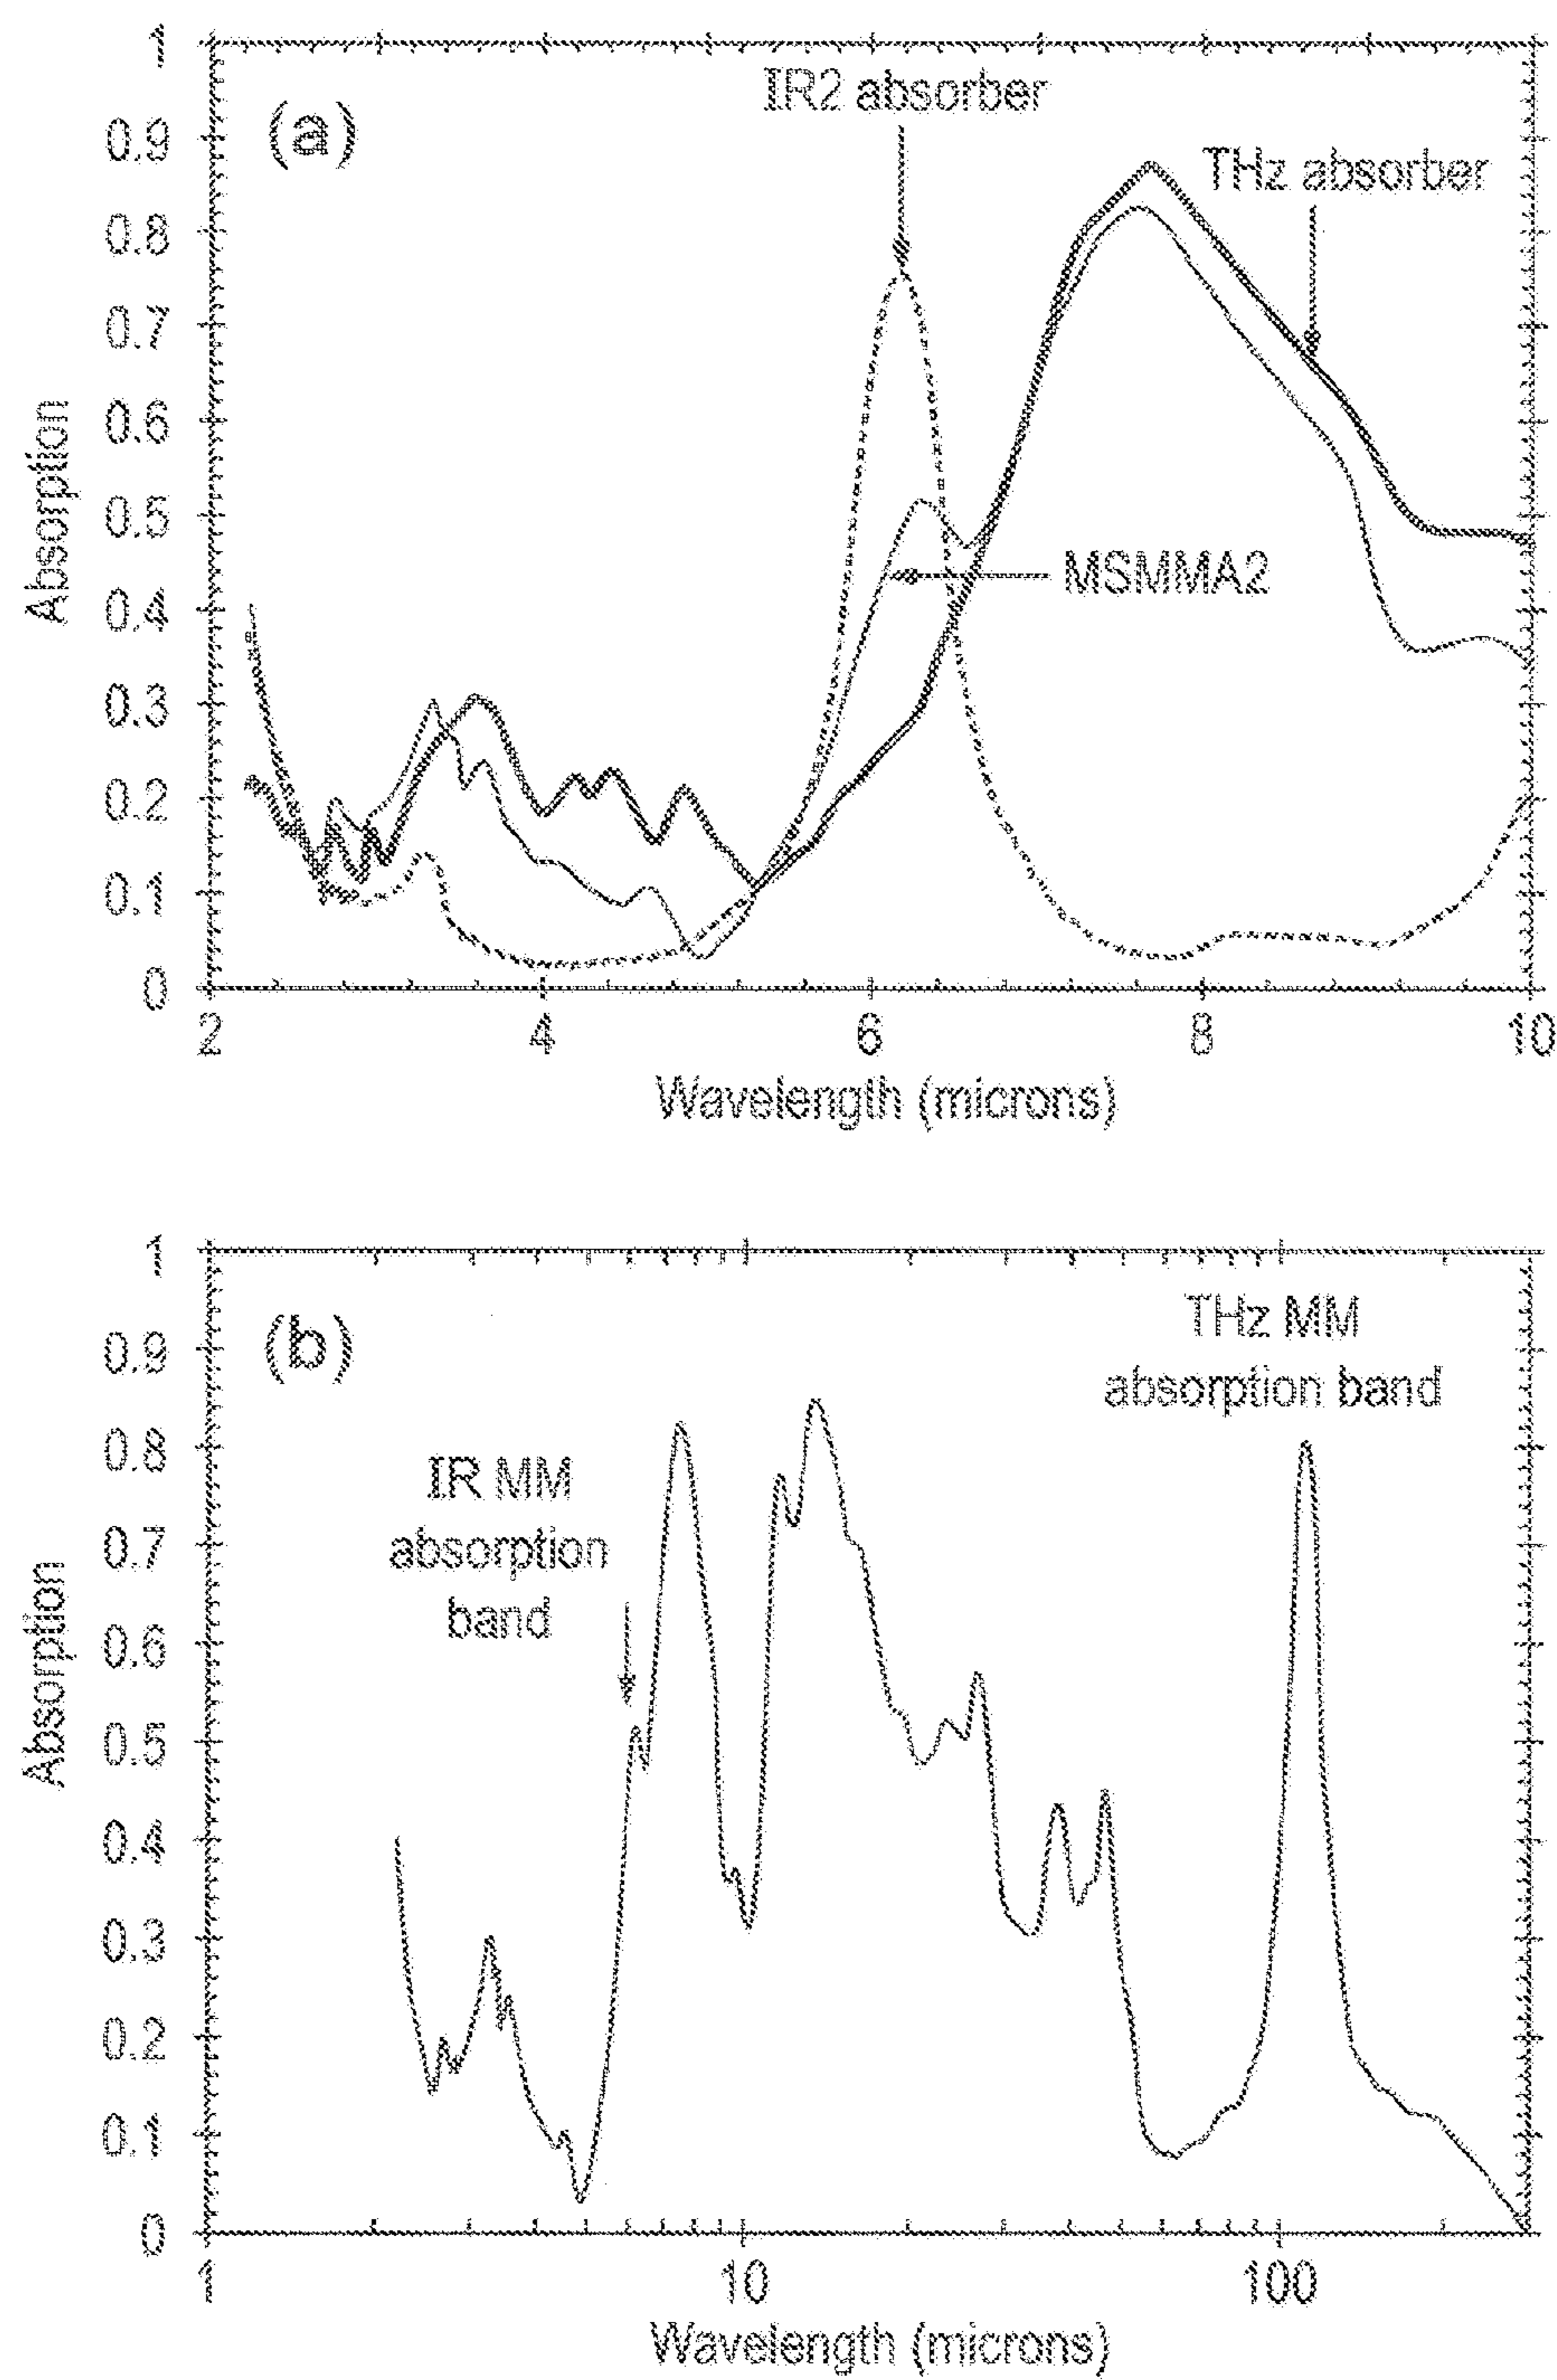 1
IR2 absorber
(a)
0.9
THz absorber
0.8
0.7
0.6
0.5
MSMMA2
0.4
0.3
0.2
0.1
0
Absorption
2 4 6 8 10
Wavelength (microns)
1
THz MM
absorption band
(b)
0.9
0.8
IR MM
absorption
band
0.7
0.6
0.5
0.4
0.3
0.2
0.1
0
Absorption
1 10 100
Wavelength (microns)